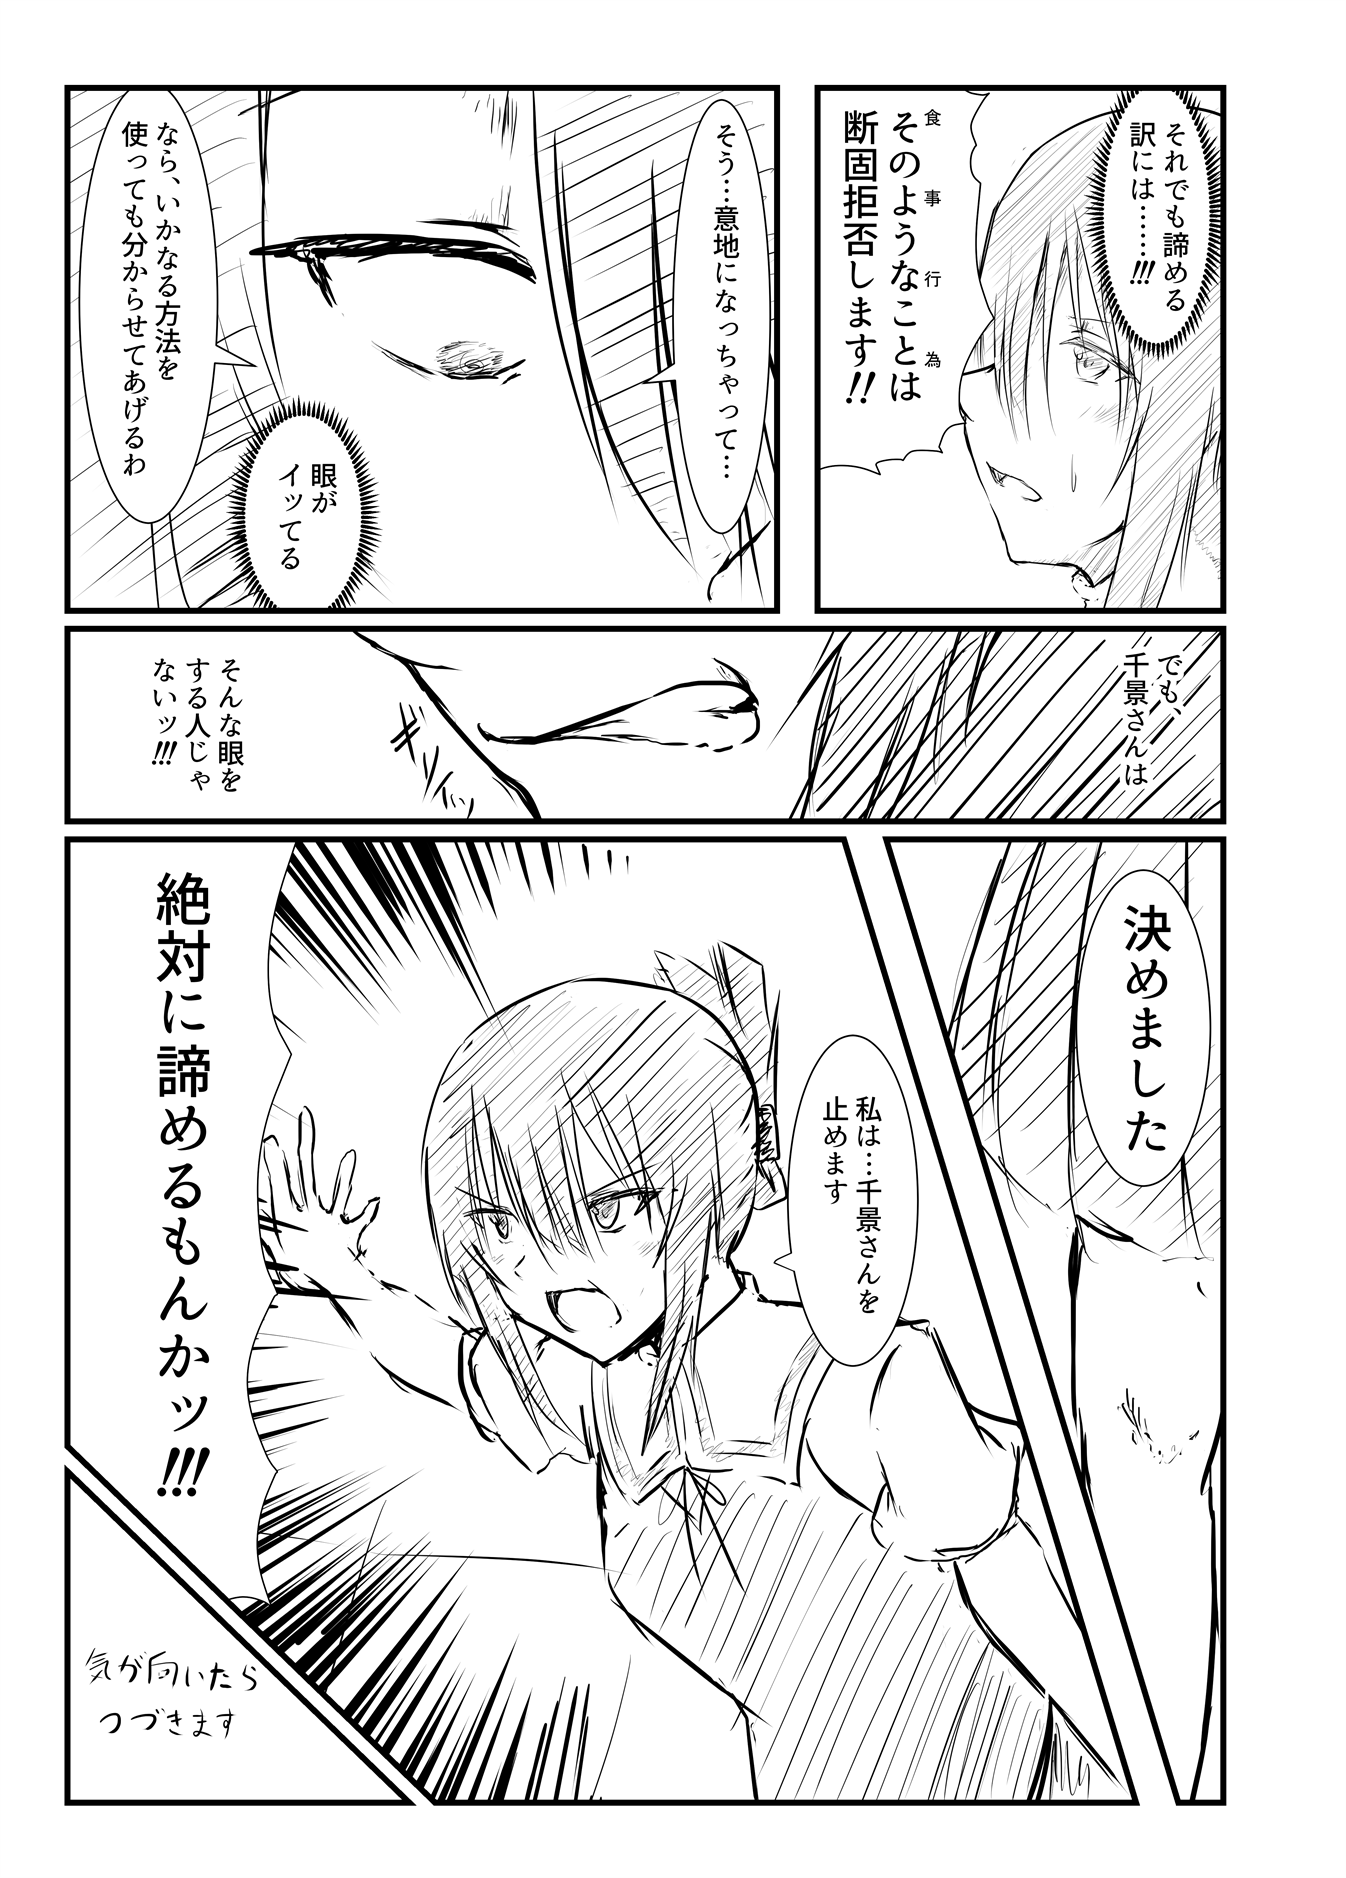 それでも諦める
訳には……!!!
食事行為
そのようなことは
断固拒否します!!
そう…意地になっちゃって…
なら、いかなる方法を
使っても分からせてあげるわ
眼が
イッてる
でも、
千景さんは
キッ
そんな眼を
する人じゃ
ないッ!!!
決めました
私は…千景さんを
止めます
絶対に諦めるもんかッ!!!
気が向いたら
つづきます